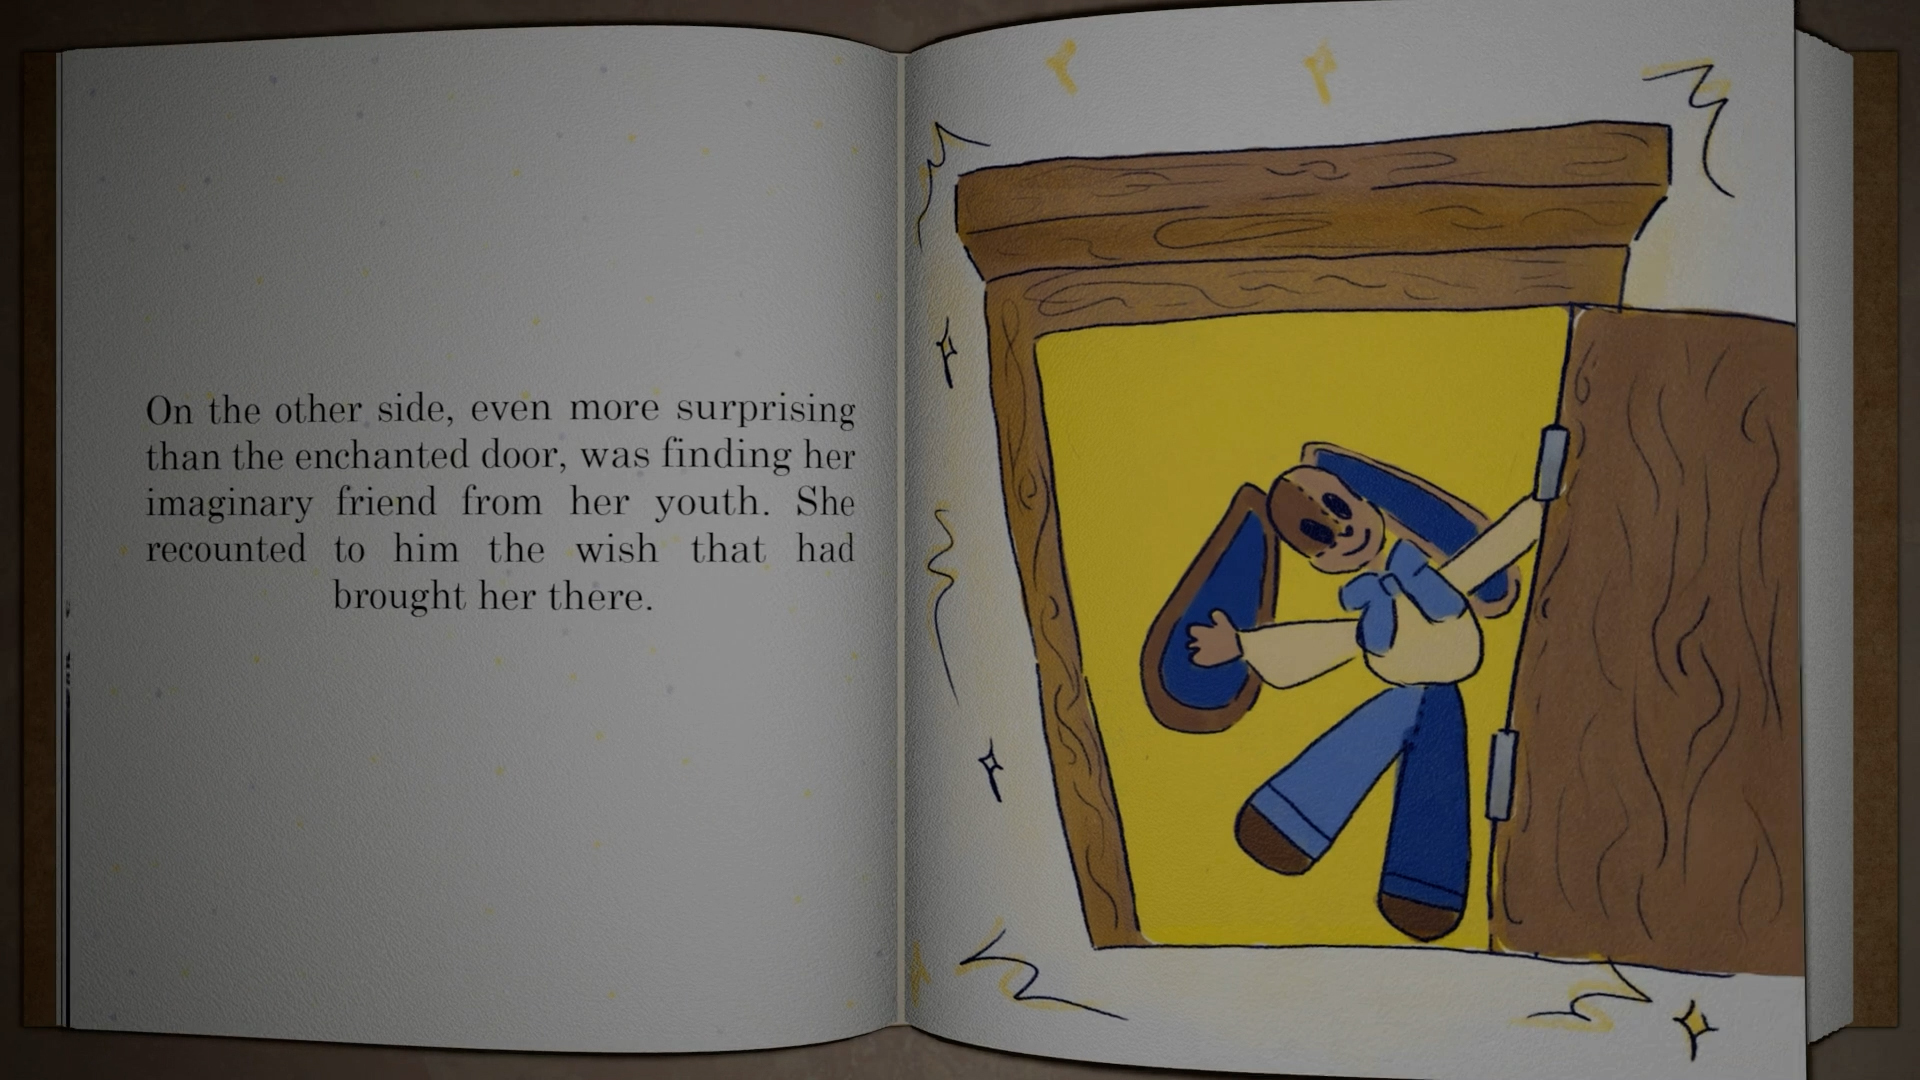 On the other side, even more surprising
than the enchanted door, was finding her
imaginary friend from her youth. She
recounted to him the wish that had
brought her there.